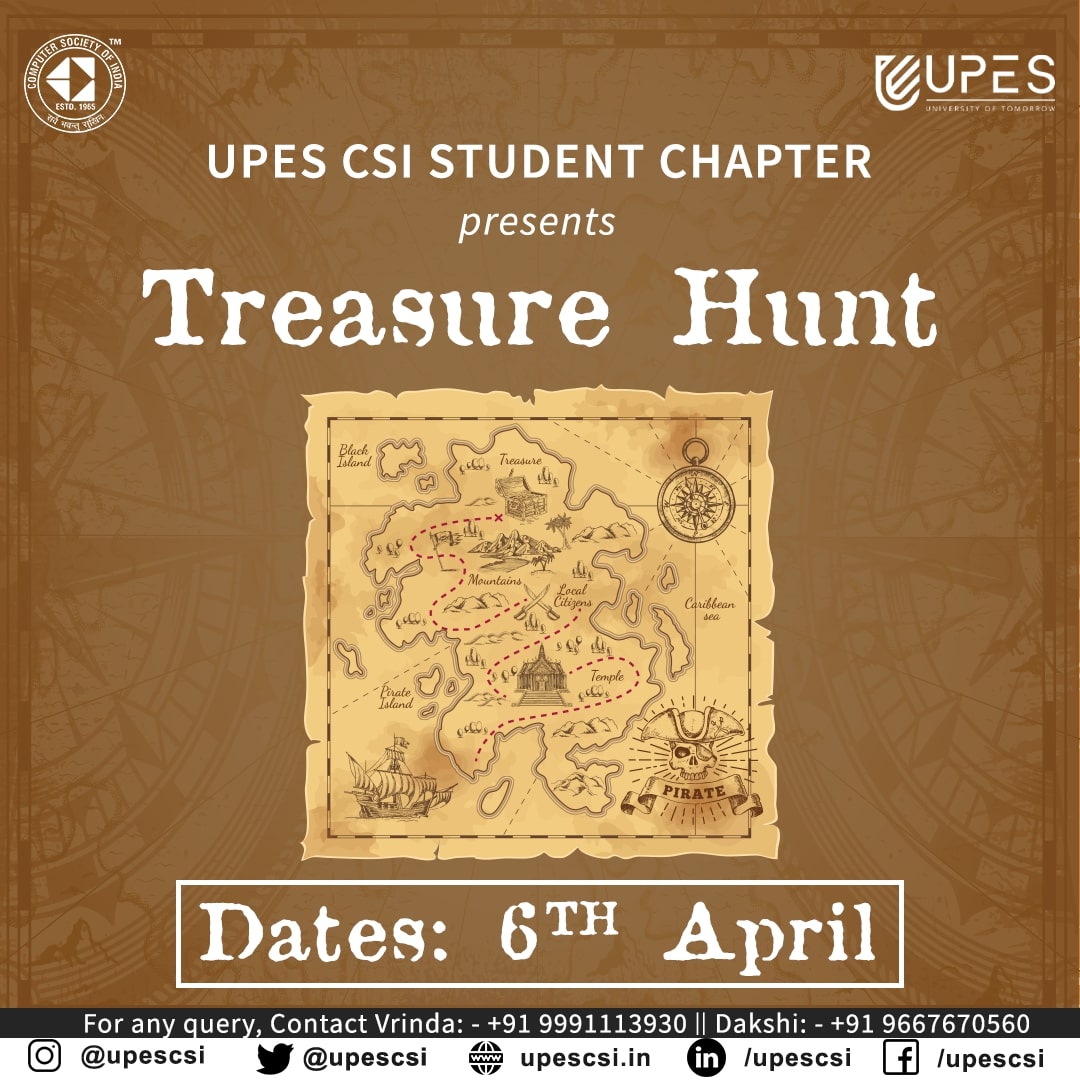 COMPUTER SOCIETY OF INDIA
TM
ESTD. 1965
UPES
UNIVERSITY OF TOMORROW
UPES CSI STUDENT CHAPTER
presents
Treasure Hunt
Black
Island
Treasure
Mountains
Local
Citizens
Caribbean
sea
Temple
Pirate
Island
PIRATE
Dates: 6TH April
For any query, Contact Vrinda: - +91 9991113930 || Dakshi: - +91 9667670560
@upescsi @upescsi upescsi.in /upescsi /upescsi